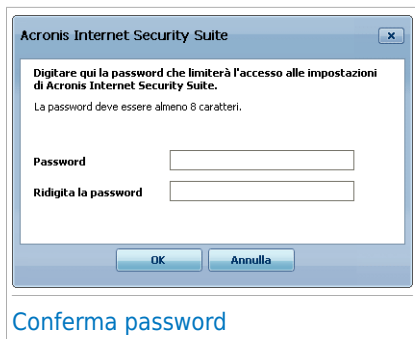 Acronis Internet Security Suite
Digitare qui la password che limiterà l'accesso alle impostazioni
di Acronis Internet Security Suite.
La password deve essere almeno 8 caratteri.
Password
Ridigita la password
OK
Annulla
Conferma password